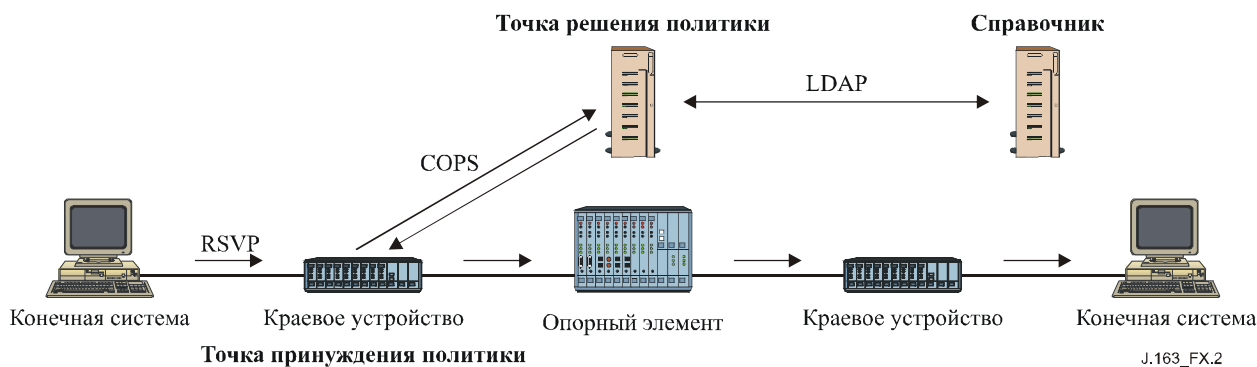 Точка решения политики
Справочник
LDAP
COPS
RSVP
Конечная система
Краевое устройство
Опорный элемент
Краевое устройство
Конечная система
Точка принуждения политики
J.163_FX.2